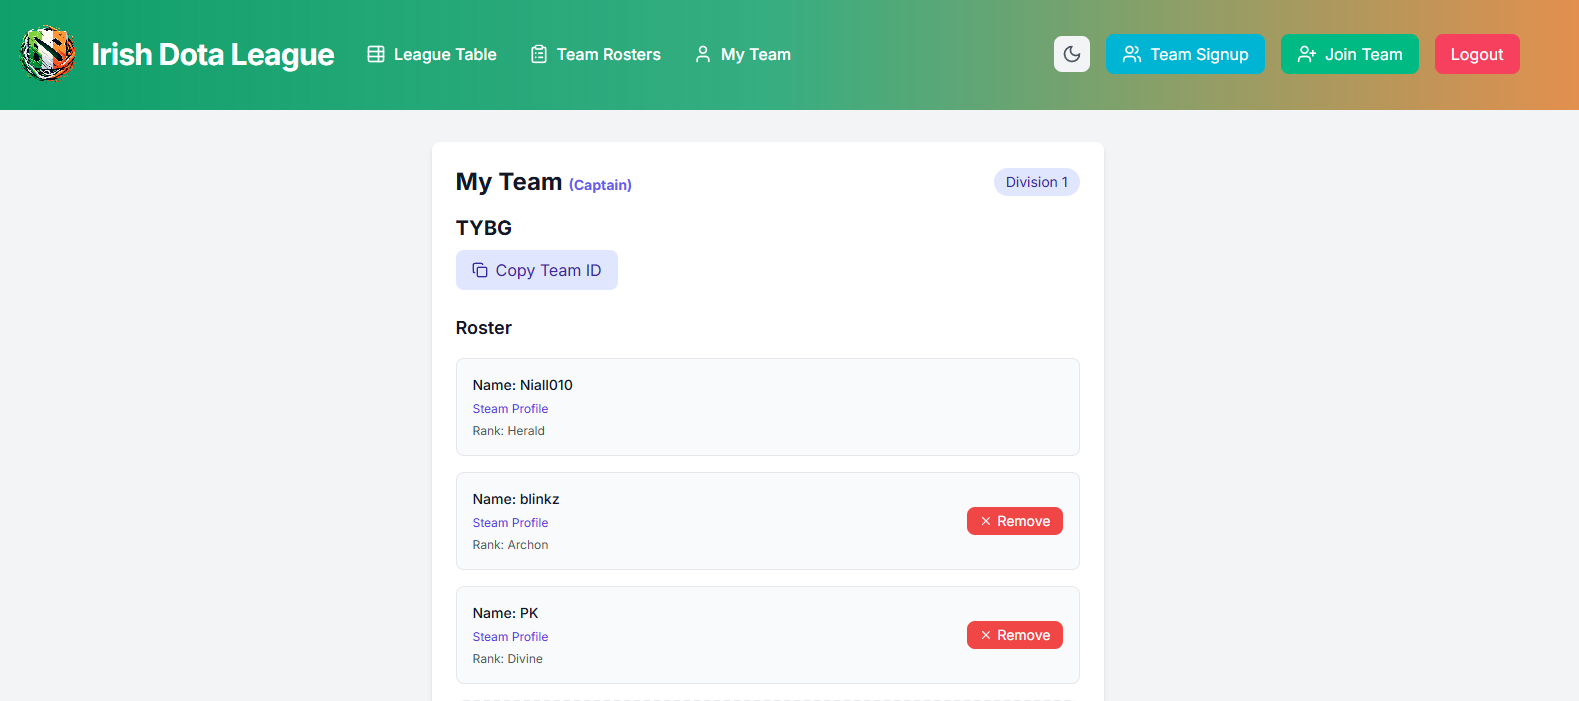 Irish Dota League
League Table
Team Rosters
My Team
Team Signup
Join Team
Logout
My Team (Captain)
Division 1
TYBG
Copy Team ID
Roster
Name: Niall010
Steam Profile
Rank: Herald
Name: blinkz
Steam Profile
Rank: Archon
Remove
Name: PK
Steam Profile
Rank: Divine
Remove